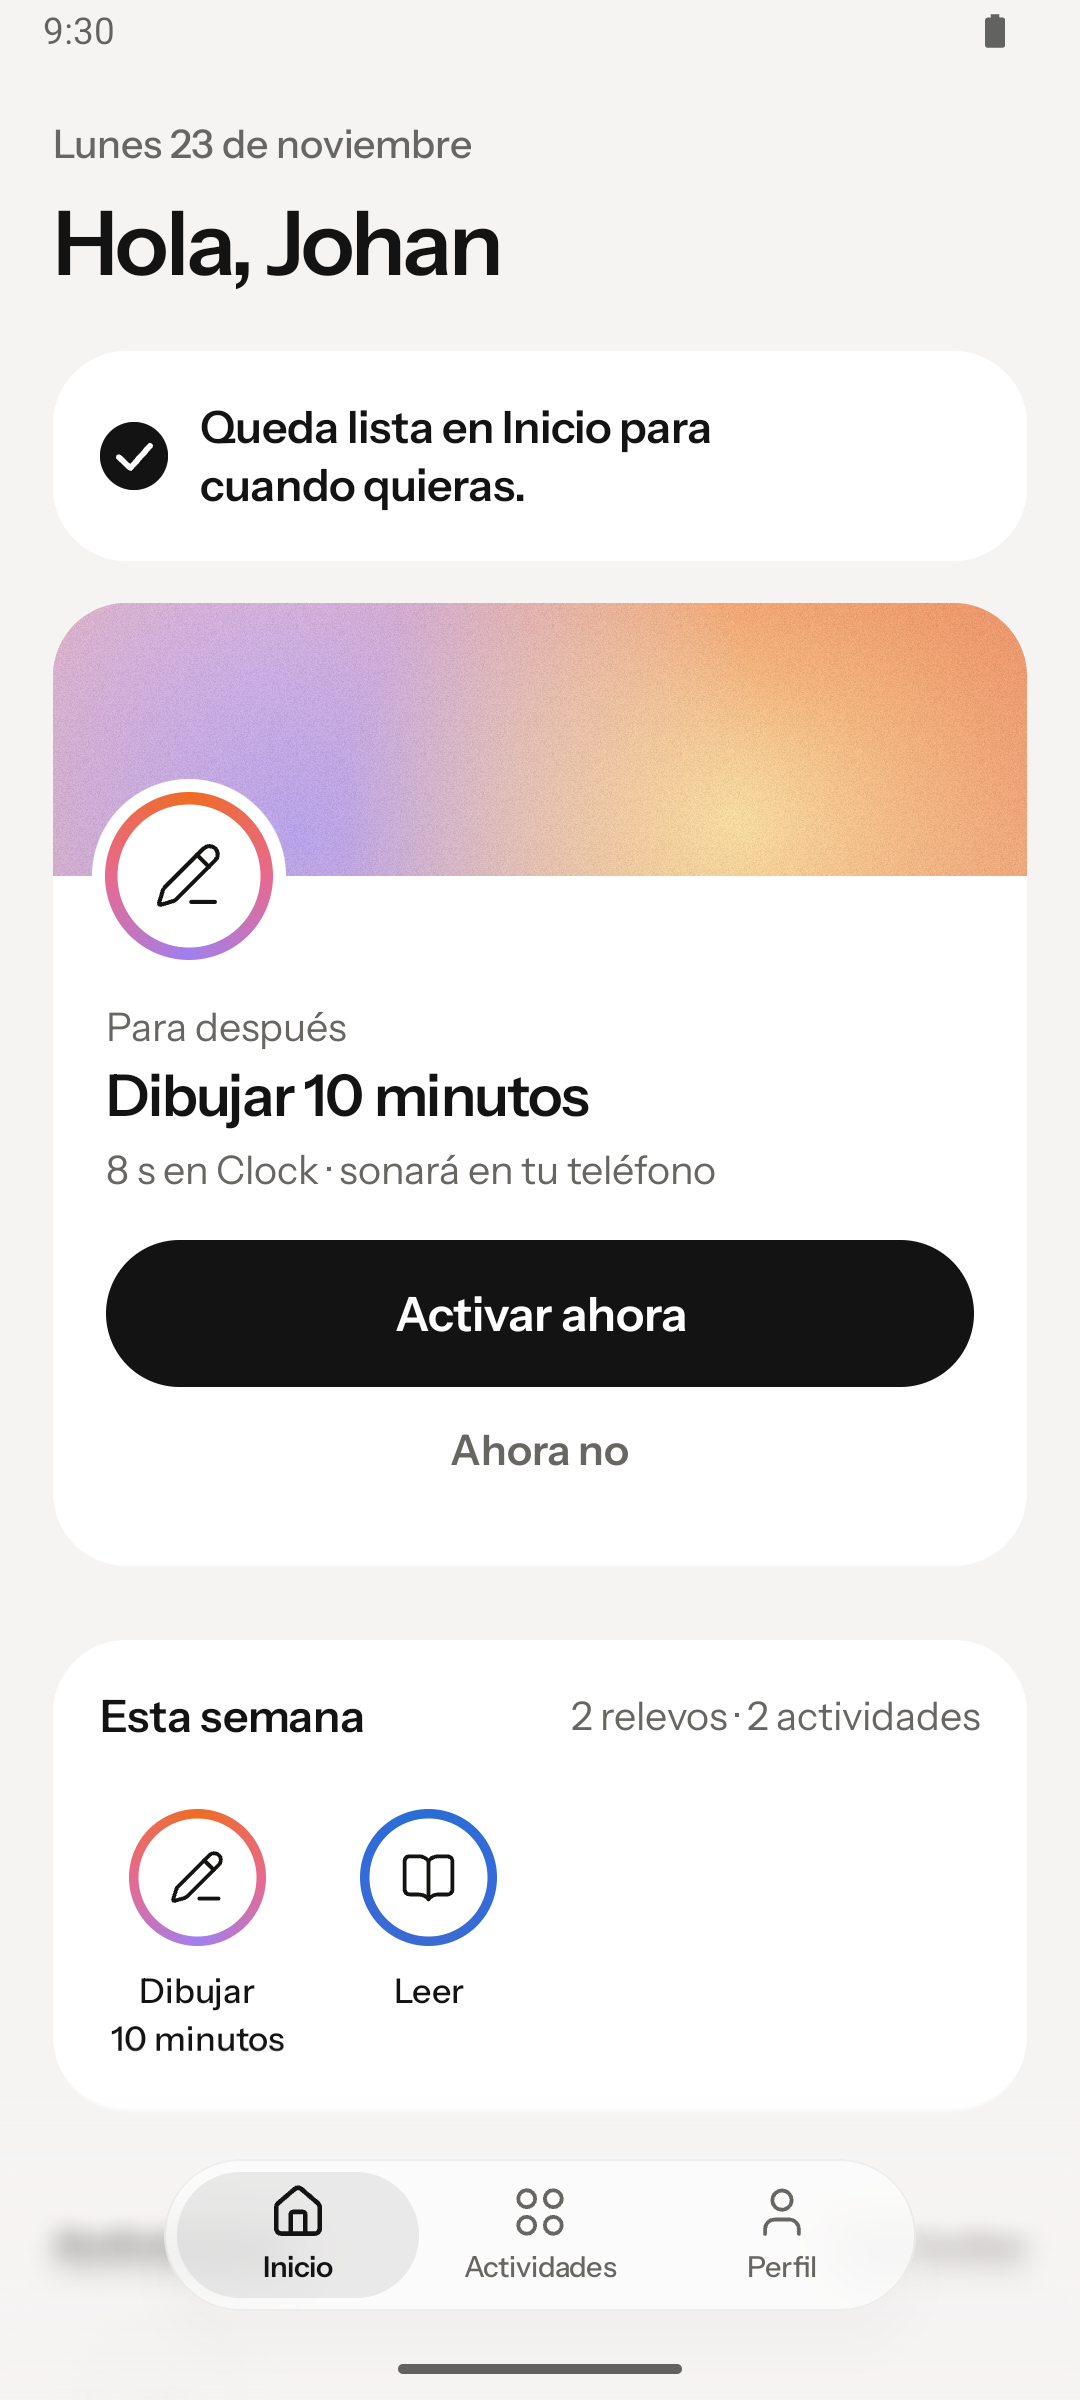 9:30
Lunes 23 de noviembre
Hola, Johan
Queda lista en Inicio para
cuando quieras.
Para después
Dibujar 10 minutos
8 s en Clock · sonará en tu teléfono
Activar ahora
Ahora no
Esta semana
2 relevos · 2 actividades
Dibujar
10 minutos
Leer
Inicio
Actividades
Perfil